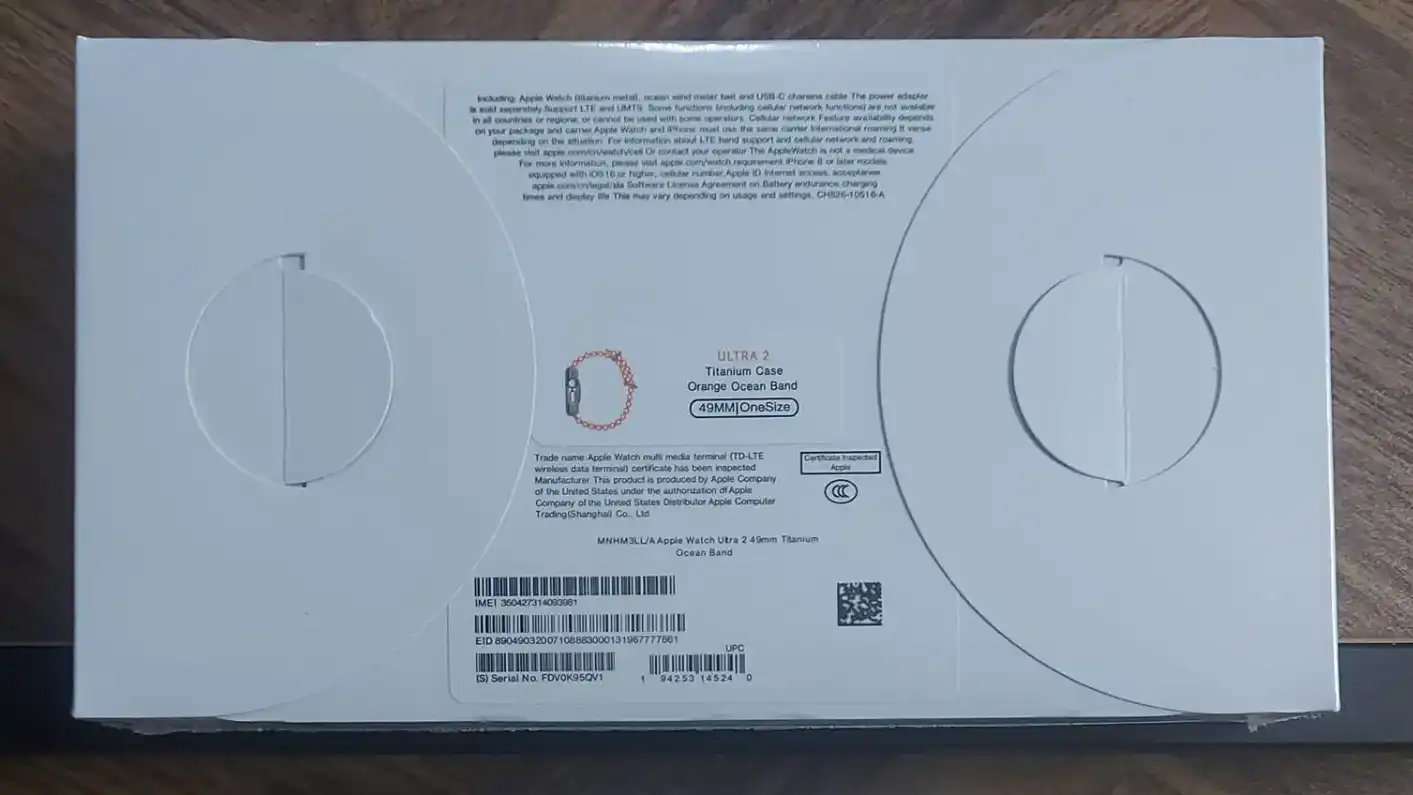 Including: Apple Watch (titanium metal), ocean wind meter belt and USB-C charena cable The power adapter
is sold separately.Support LTE and UMTS. Some functions (including cellular network functions) are not available
in all countries or regions, or cannot be used with some operators. Cellular network Feature availability depends
on your package and carrier.Apple Watch and iPhone must use the same carrier International roaming It verse
depending on the situation. For information about LTE band support and cellular network and roaming,
please visit apple.com/cn/watch/cell Or contact your operator The AppleWatch is not a medical device
For more information, please visit apple.com/watch.requirement iPhone 8 or later models
equipped with iOS16 or higher, cellular number,Apple ID Internet access,
apple.com/cn/legal/sla Software License Agreement on Battery endurance, charging
times and display life This may vary depending on usage and settings, CH826-10516-A
ULTRA 2
Titanium Case
Orange Ocean Band
49MM|OneSize
Trade name:Apple Watch multi media terminal (TD-LTE
wireless data terminal) certificate has been inspected
Manufacturer This product is produced by Apple Company
of the United States under the authorization dfApple
Company of the United States Distributor:Apple Computer
Trading(Shanghai) Co., Ltd
Certificate Inspected
Apple
CCC
MNHM3LL/A Apple Watch Ultra 2 49mm Titanium
Ocean Band
IMEI 350427314093981
EID 89049032007108883000131967777661
UPC
(S) Serial No. FDV0K95QV1
1 94253 14524 0